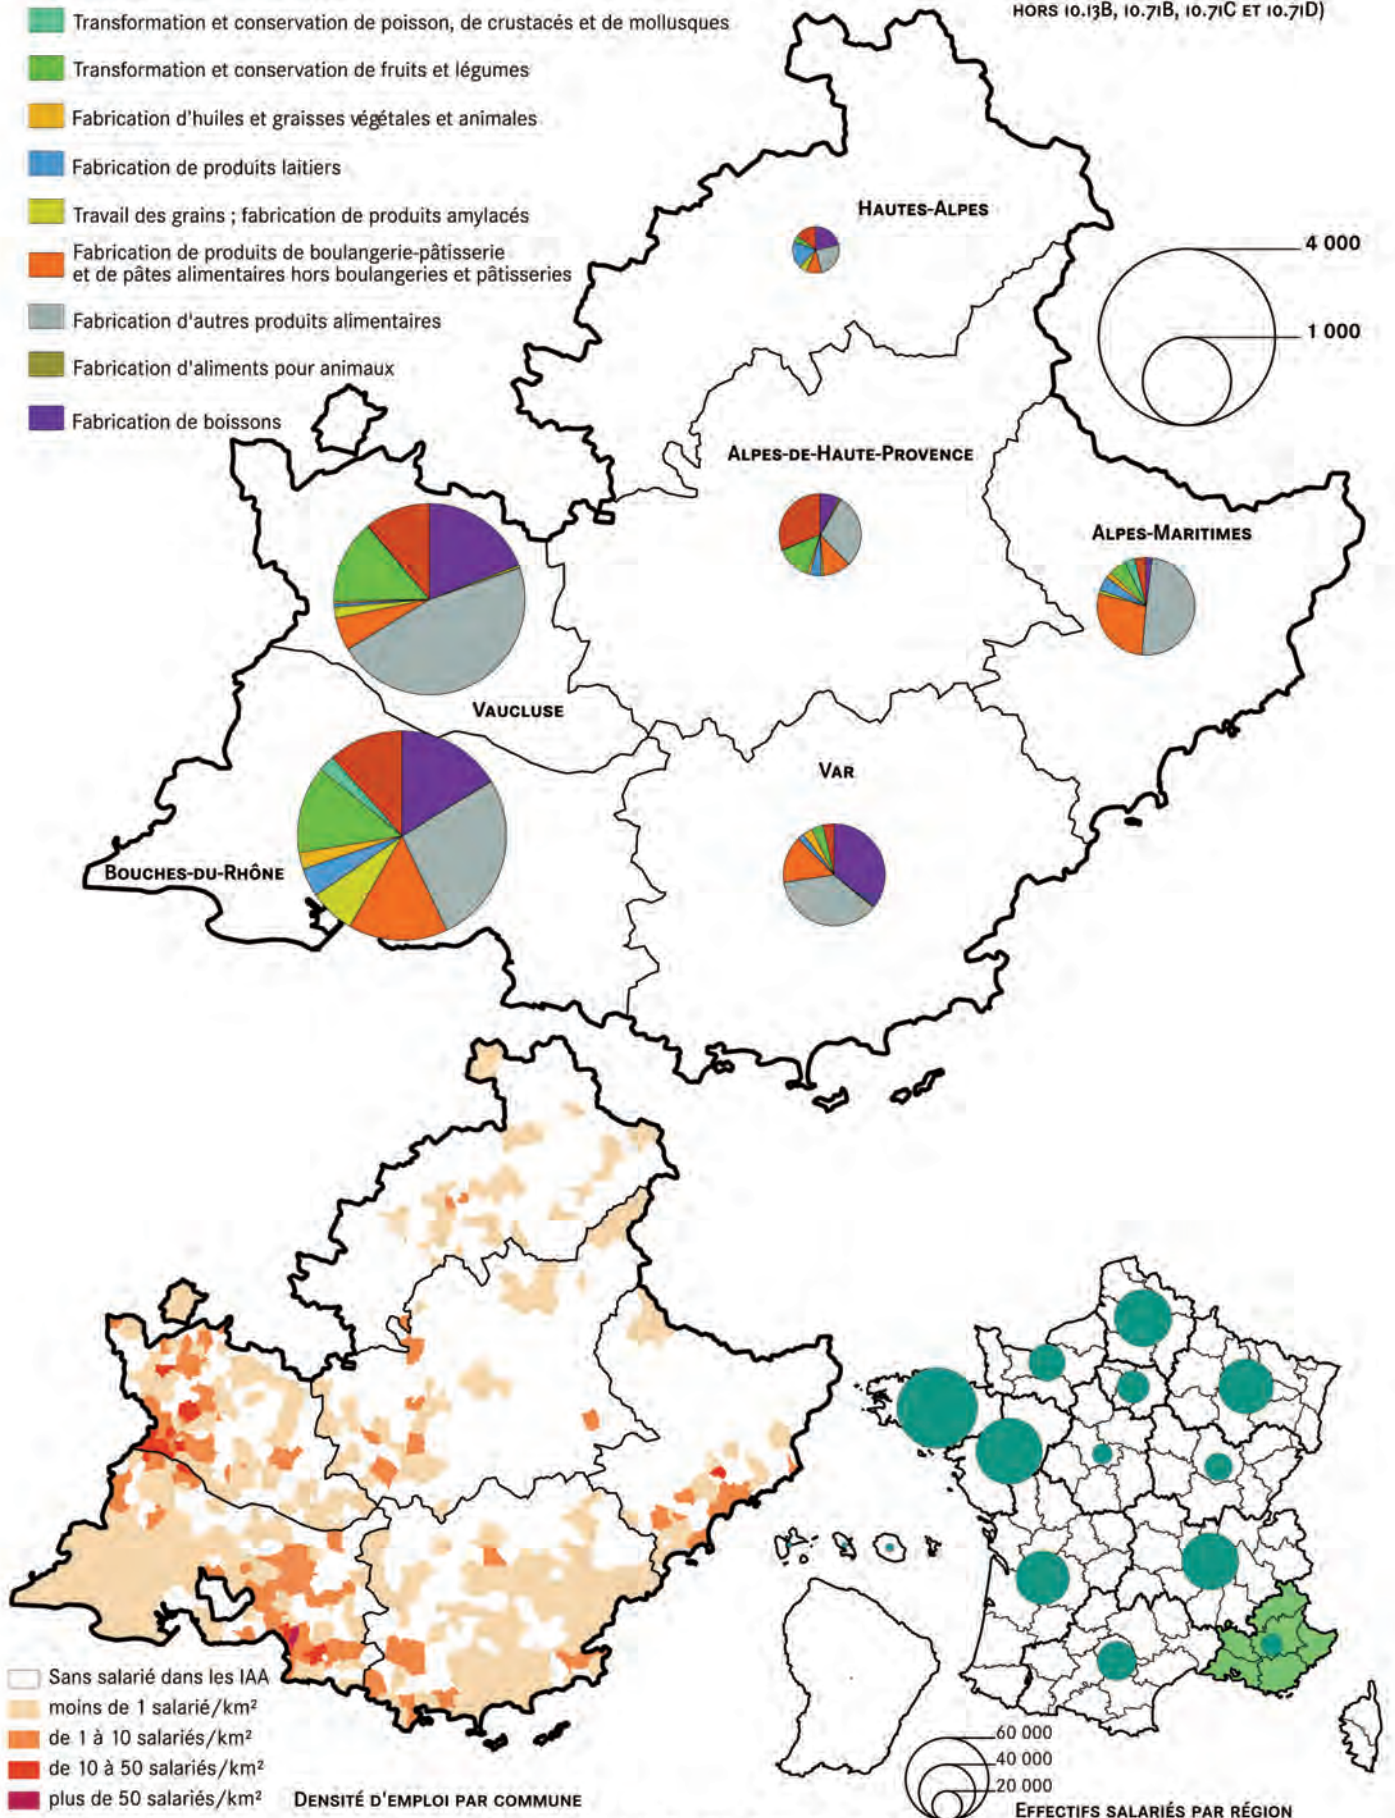 Transformation et conservation de poisson, de crustacés et de mollusques
HORS 10.13B, 10.71B, 10.71C ET 10.71D)
Transformation et conservation de fruits et légumes
Fabrication d'huiles et graisses végétales et animales
Fabrication de produits laitiers
Travail des grains ; fabrication de produits amylacés
Fabrication de produits de boulangerie-pâtisserie
et de pâtes alimentaires hors boulangeries et pâtisseries
Fabrication d'autres produits alimentaires
Fabrication d'aliments pour animaux
Fabrication de boissons
HAUTES-ALPES
4 000
1 000
ALPES-DE-HAUTE-PROVENCE
ALPES-MARITIMES
VAUCLUSE
VAR
BOUCHES-DU-RHÔNE
Sans salarié dans les IAA
moins de 1 salarié/km²
de 1 à 10 salariés/km²
de 10 à 50 salariés/km²
plus de 50 salariés/km²
DENSITÉ D'EMPLOI PAR COMMUNE
60 000
40 000
20 000
EFFECTIFS SALARIÉS PAR RÉGION